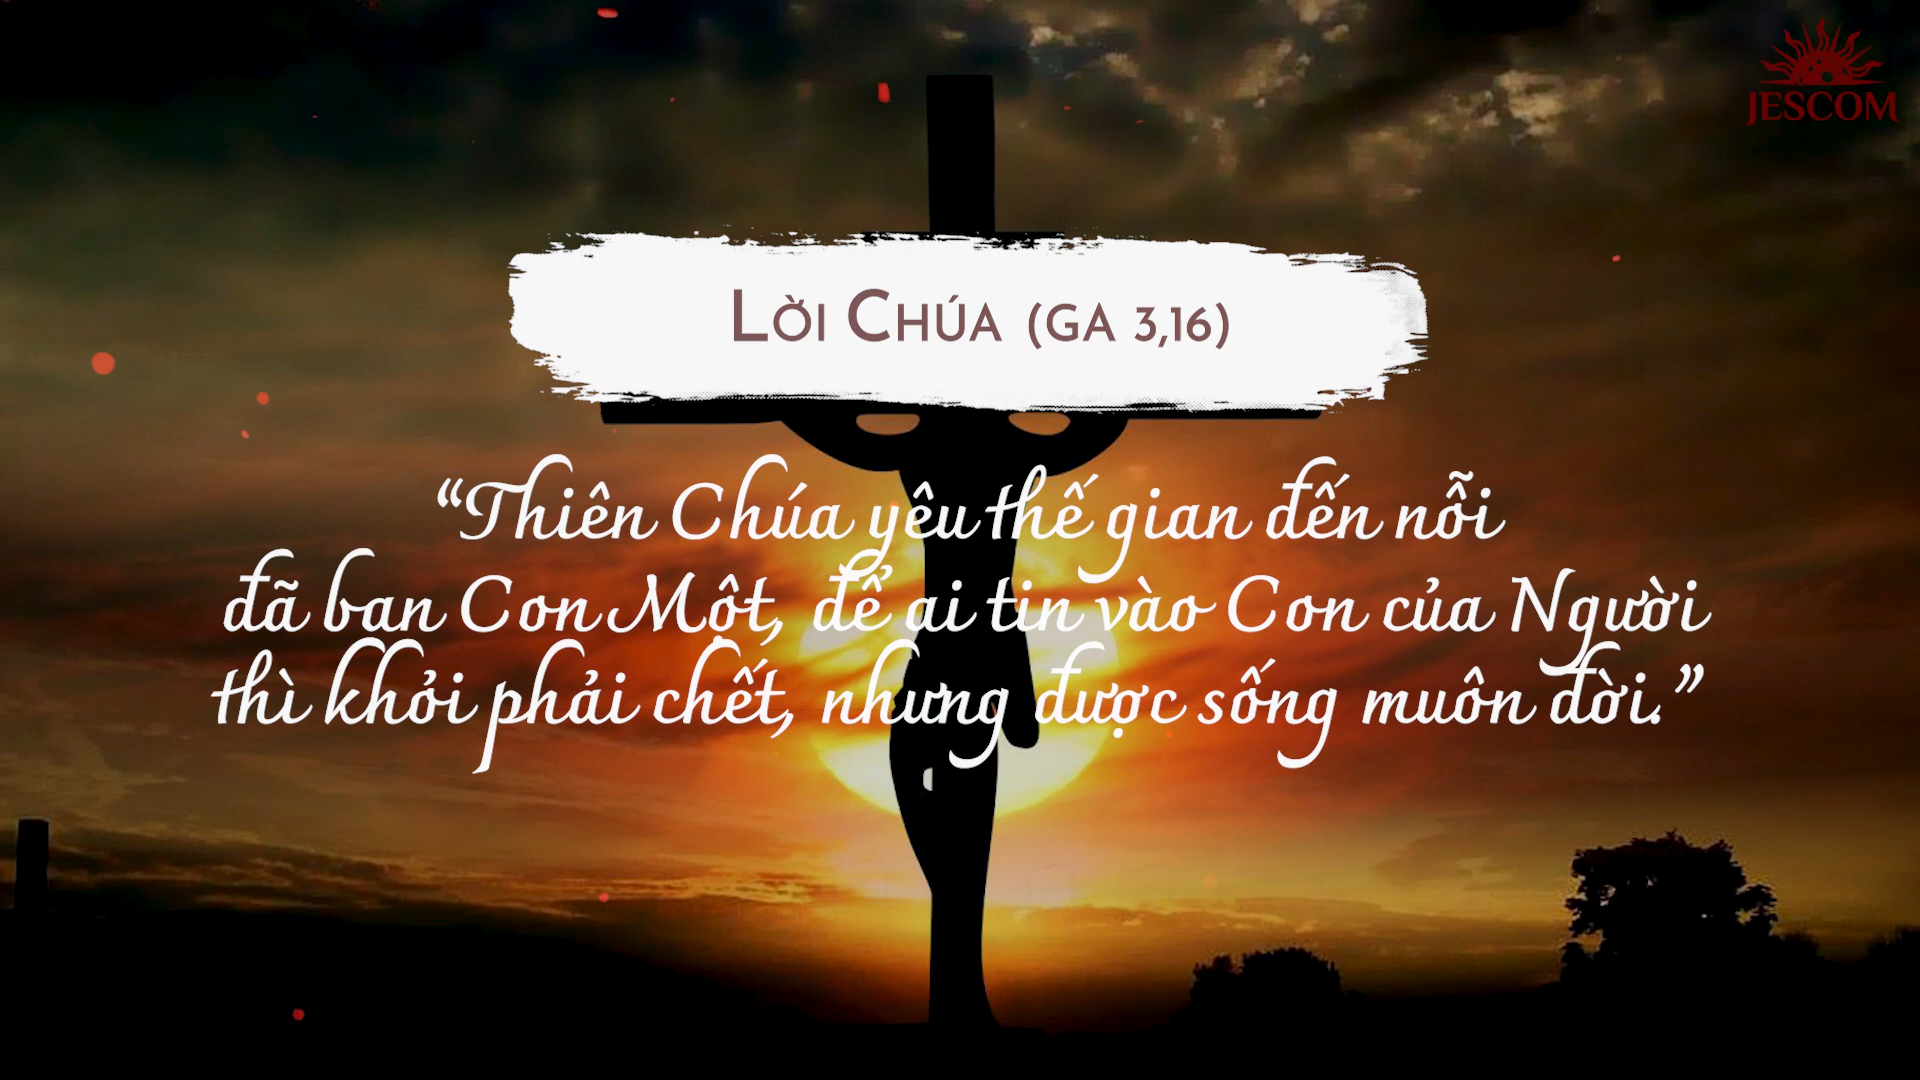 JESCOM
LỜI CHÚA (GA 3,16)
“Thiên Chúa yêu thế gian đến nỗi
đã ban Con Một, để ai tin vào Con của Người
thì khỏi phải chết, nhưng được sống muôn đời.”